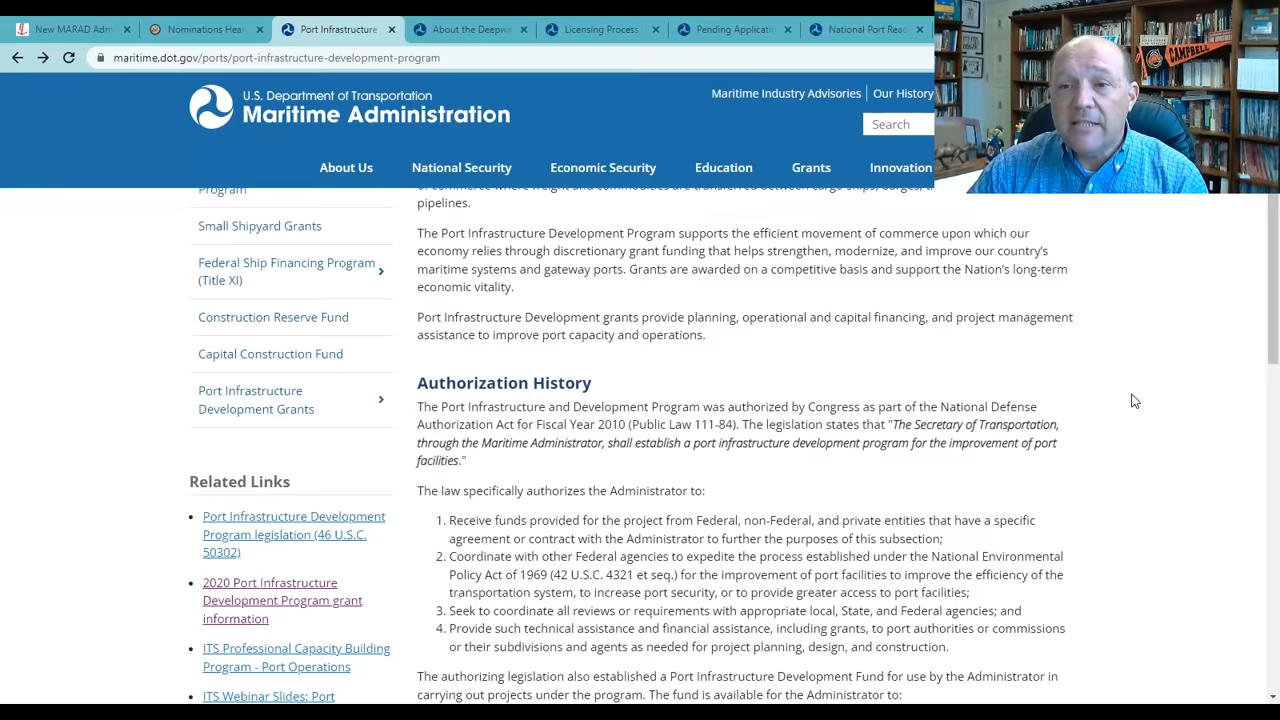 New MARAD Adm
Nominations Hea
Port Infrastructure
About the Deepw
Licensing Process
Pending Applicati
National Port Rea
maritime.dot.gov/ports/port-infrastructure-development-program
CAMPBELL
U.S. Department of Transportation
Maritime Administration
Maritime Industry Advisories | Our History
Search
About Us
National Security
Economic Security
Education
Grants
Innovation
Program
Small Shipyard Grants
Federal Ship Financing Program
(Title XI)
Construction Reserve Fund
Capital Construction Fund
Port Infrastructure
Development Grants
Related Links
Port Infrastructure Development
Program legislation (46 U.S.C.
50302)
2020 Port Infrastructure
Development Program grant
information
ITS Professional Capacity Building
Program - Port Operations
ITS Webinar Slides: Port
of commerce where freight and commodities are transferred between cargo ships, barges,
pipelines.
The Port Infrastructure Development Program supports the efficient movement of commerce upon which our
economy relies through discretionary grant funding that helps strengthen, modernize, and improve our country's
maritime systems and gateway ports. Grants are awarded on a competitive basis and support the Nation's long-term
economic vitality.
Port Infrastructure Development grants provide planning, operational and capital financing, and project management
assistance to improve port capacity and operations.
Authorization History
The Port Infrastructure and Development Program was authorized by Congress as part of the National Defense
Authorization Act for Fiscal Year 2010 (Public Law 111-84). The legislation states that "The Secretary of Transportation,
through the Maritime Administrator, shall establish a port infrastructure development program for the improvement of port
facilities."
The law specifically authorizes the Administrator to:
1. Receive funds provided for the project from Federal, non-Federal, and private entities that have a specific
agreement or contract with the Administrator to further the purposes of this subsection;
2. Coordinate with other Federal agencies to expedite the process established under the National Environmental
Policy Act of 1969 (42 U.S.C. 4321 et seq.) for the improvement of port facilities to improve the efficiency of the
transportation system, to increase port security, or to provide greater access to port facilities;
3. Seek to coordinate all reviews or requirements with appropriate local, State, and Federal agencies; and
4. Provide such technical assistance and financial assistance, including grants, to port authorities or commissions
or their subdivisions and agents as needed for project planning, design, and construction.
The authorizing legislation also established a Port Infrastructure Development Fund for use by the Administrator in
carrying out projects under the program. The fund is available for the Administrator to: